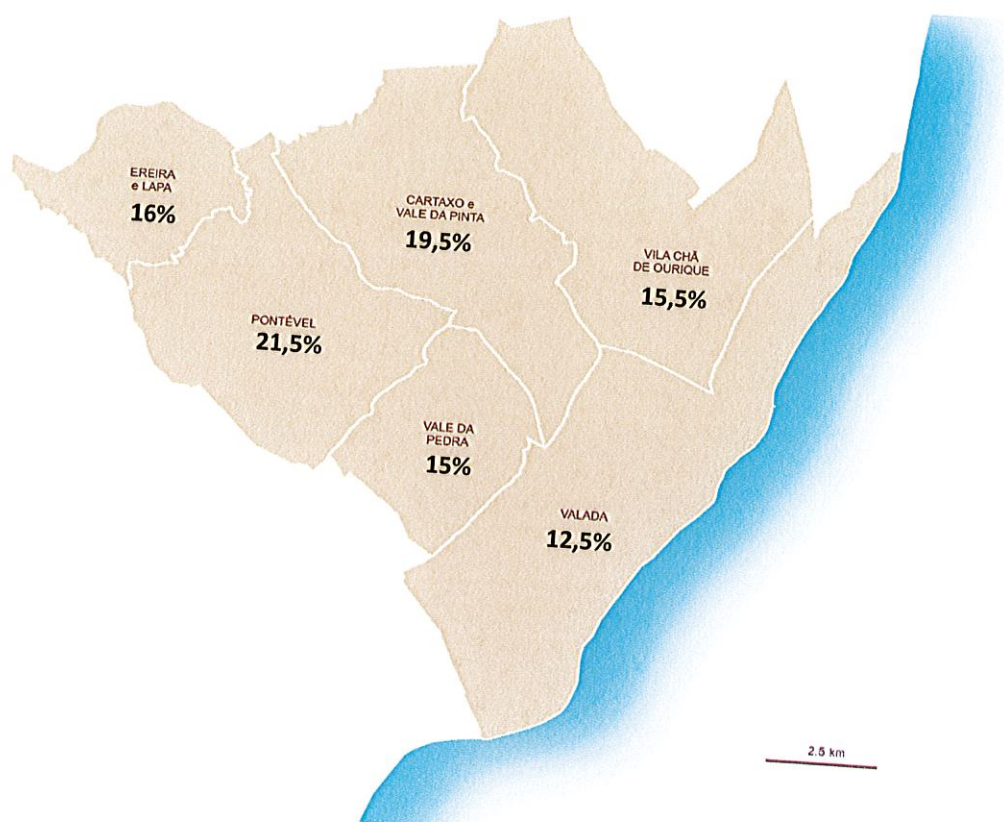 EREIRA
e LAPA
16%
CARTAXO e
VALE DA PINTA
19,5%
VILA CHÃ
DE OURIQUE
15,5%
PONTÉVEL
21,5%
VALE DA
PEDRA
15%
VALADA
12,5%
2.5 km